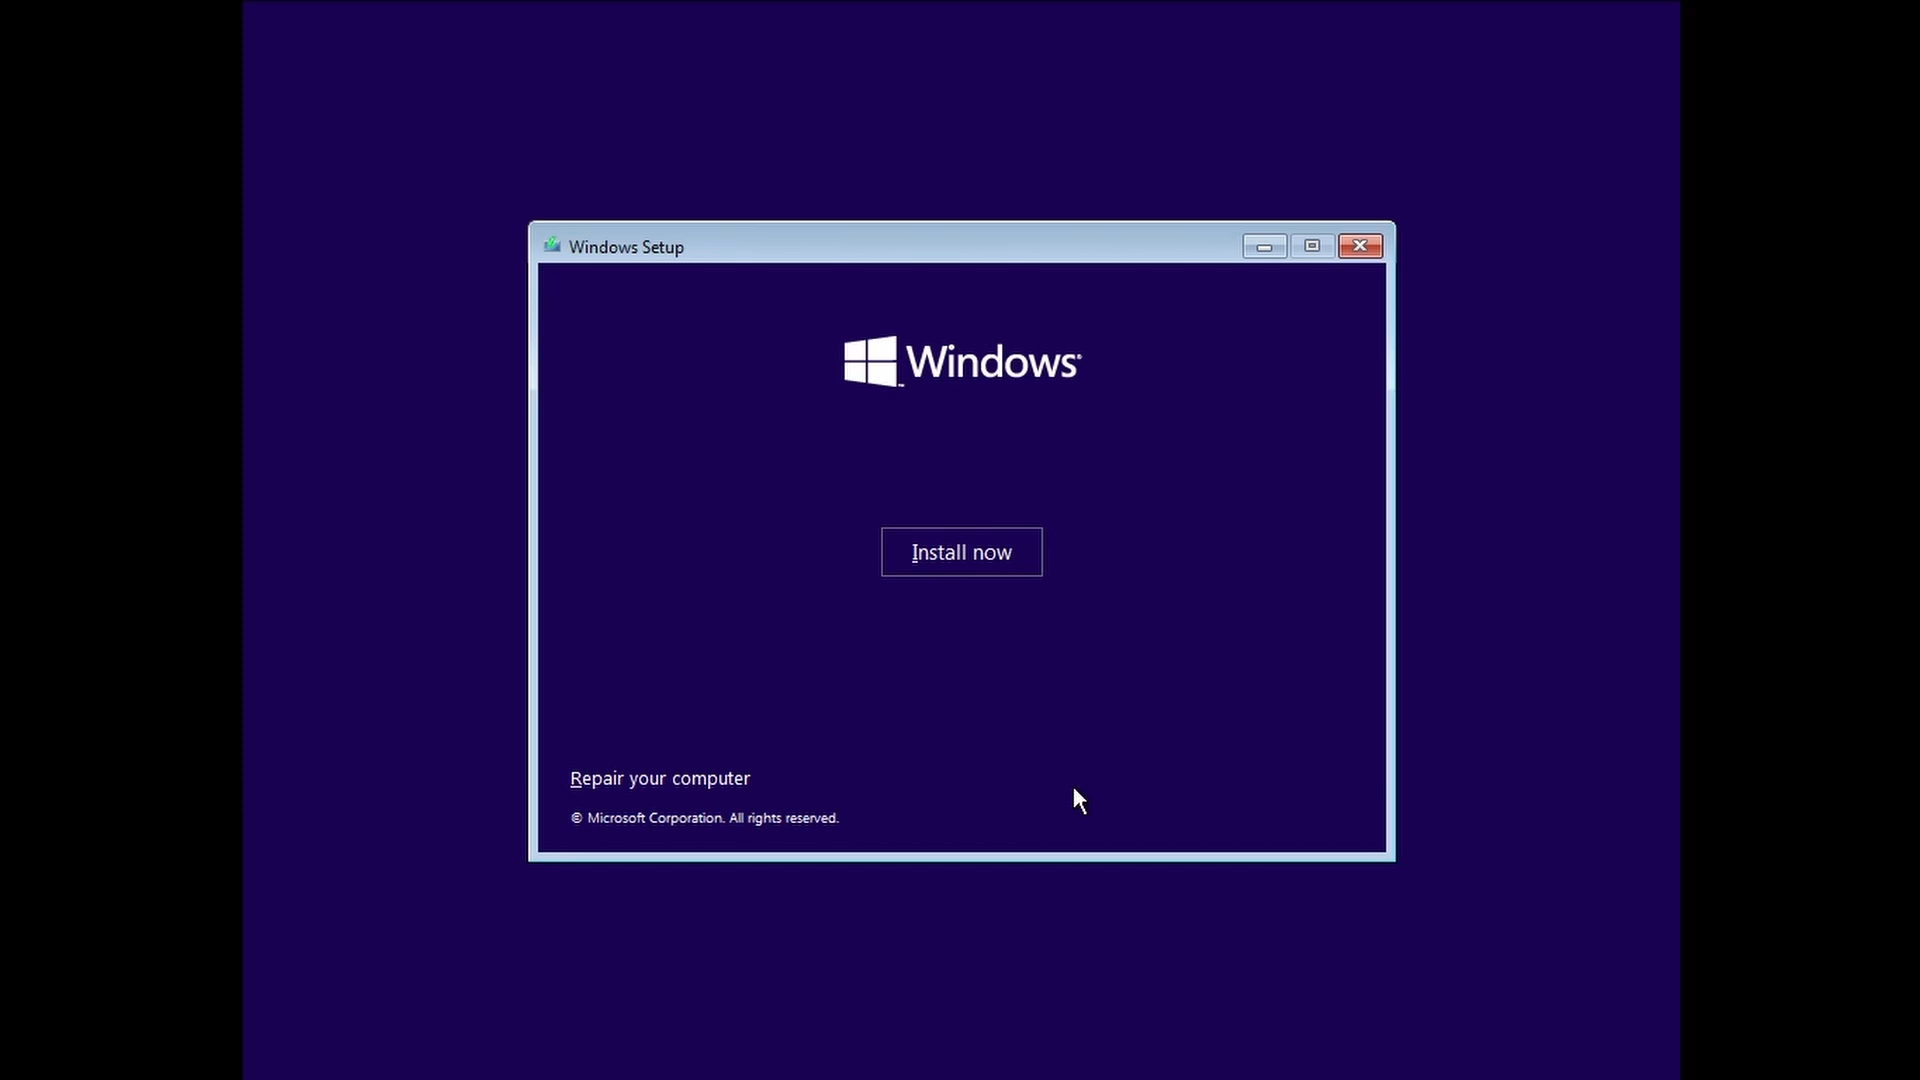 Windows Setup
Windows
Install now
Repair your computer
© Microsoft Corporation. All rights reserved.